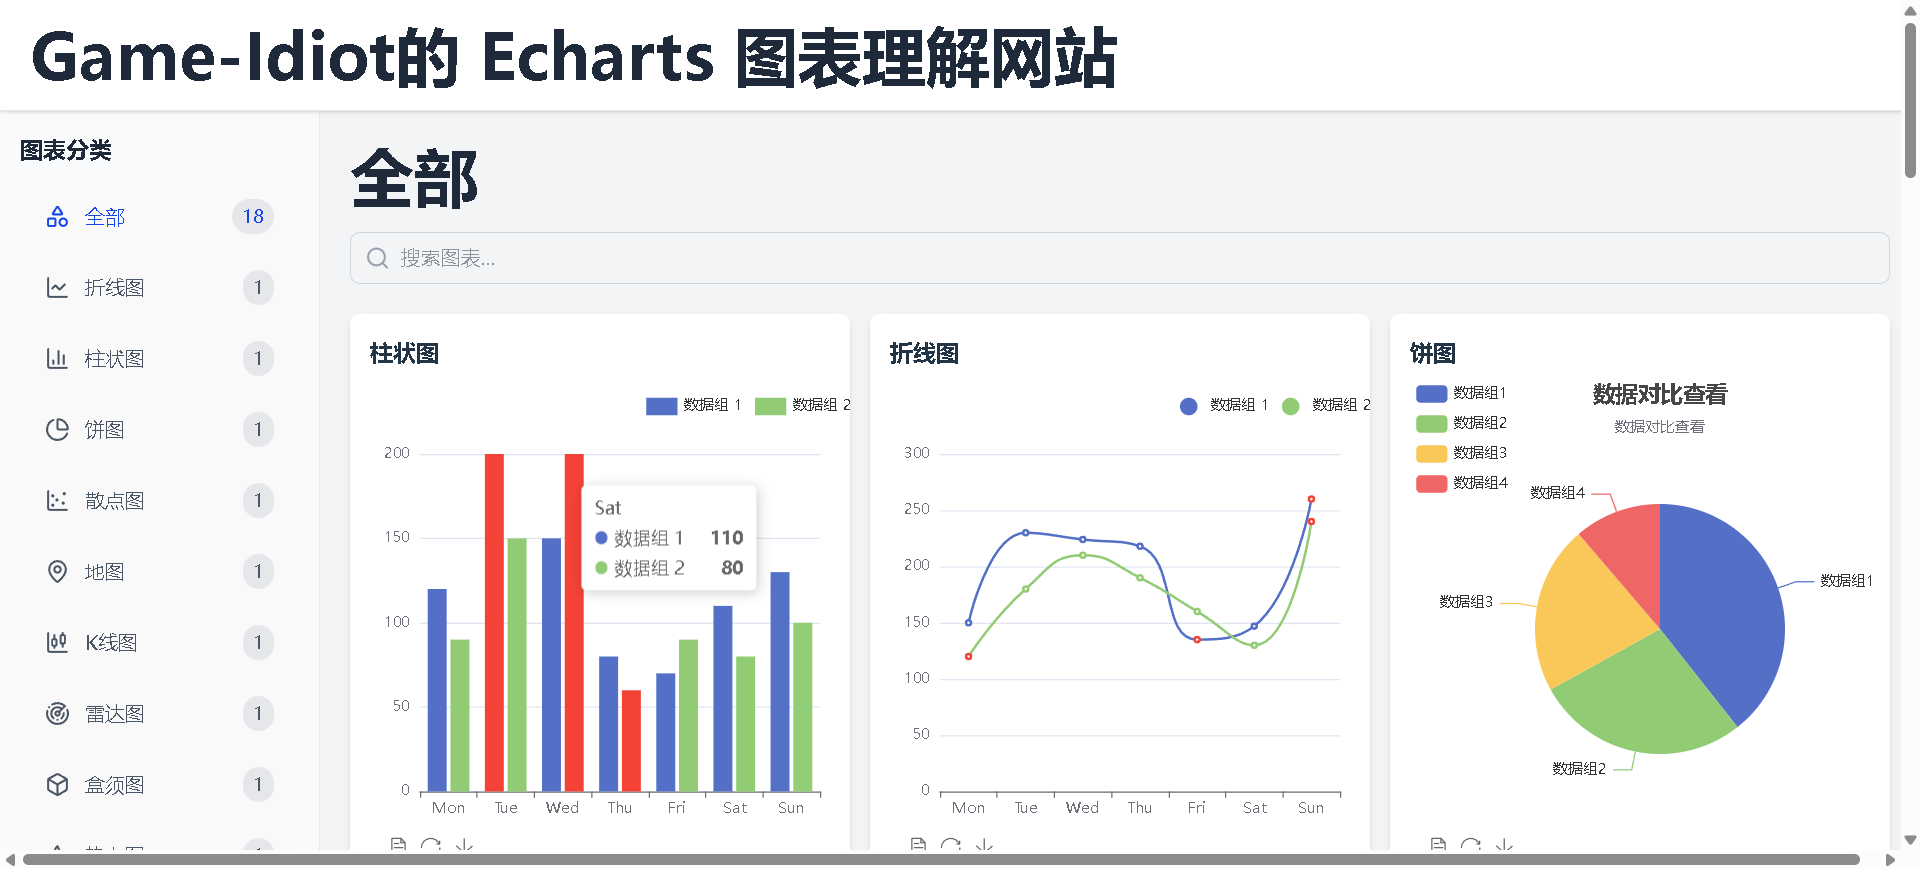 Game-Idiot的 Echarts 图表理解网站
图表分类
全部 18
折线图 1
柱状图 1
饼图 1
散点图 1
地图 1
K线图 1
雷达图 1
盒须图 1
全部
搜索图表...
柱状图
数据组 1 数据组 2
200
150
100
50
0
Mon Tue Wed Thu Fri Sat Sun
Sat
数据组 1 110
数据组 2 80
折线图
数据组 1 数据组 2
300
250
200
150
100
50
0
Mon Tue Wed Thu Fri Sat Sun
饼图
数据组1
数据组2
数据组3
数据组4
数据对比查看
数据对比查看
数据组4
数据组1
数据组3
数据组2